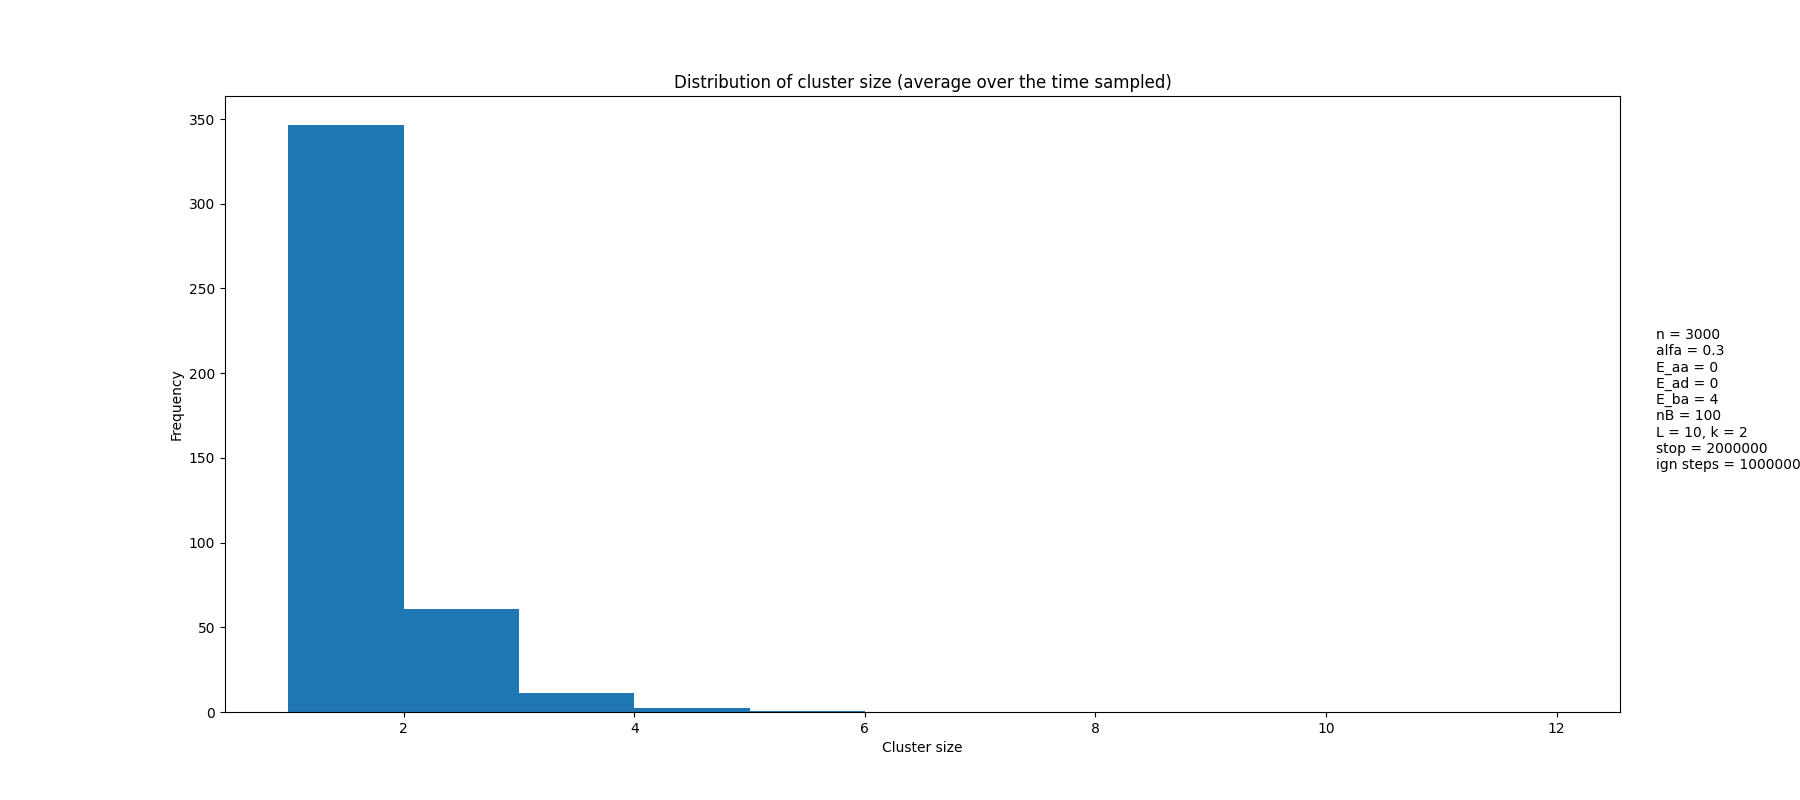 Distribution of cluster size (average over the time sampled)
350
300
250
200
150
100
50
0
Frequency
2
4
6
8
10
12
Cluster size
n = 3000
alfa = 0.3
E_aa = 0
E_ad = 0
E_ba = 4
nB = 100
L = 10, k = 2
stop = 2000000
ign steps = 1000000